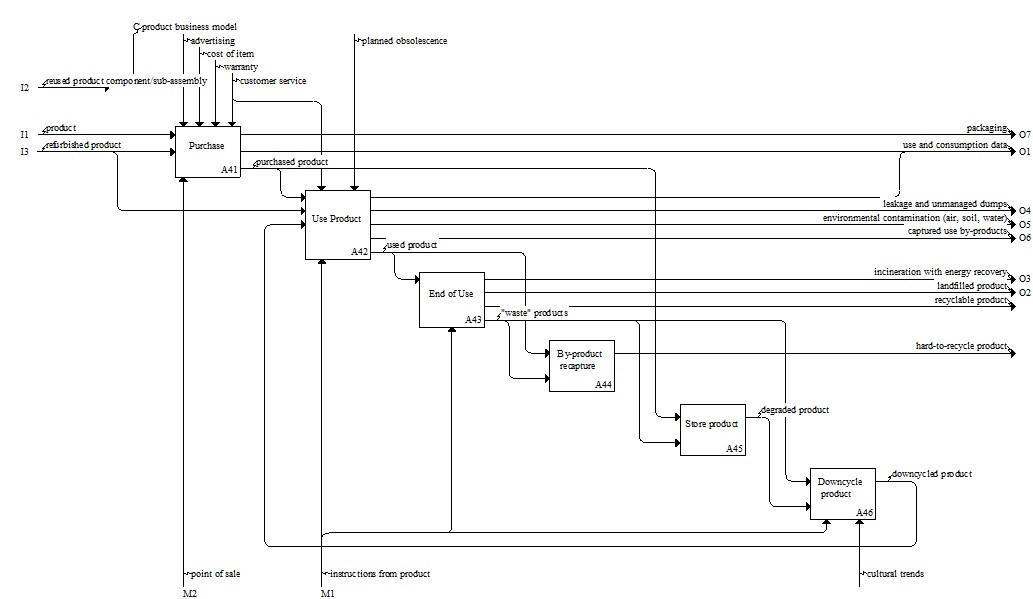 C product business model
advertising
planned obsolescence
cost of item
warranty
I2 reused product component/sub-assembly
customer service
I1 product
packaging O7
I3 refurbished product
Purchase
use and consumption data O1
A41
purchased product
leakage and unmanaged dumps O4
Use Product
environmental contamination (air, soil, water) O5
captured use by-products O6
A42
used product
incineration with energy recovery O3
End of Use
landfilled product O2
recyclable product
A43
"waste" products
hard-to-recycle product
By-product
recapture
A44
degraded product
Store product
A45
downcycled product
Downcycle
product
A46
point of sale
instructions from product
cultural trends
M2
M1